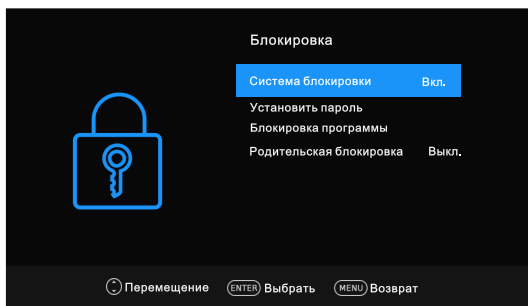 Блокировка
Система блокировки Вкл.
Установить пароль
Блокировка программы
Родительская блокировка Выкл.
Перемещение ENTER Выбрать MENU Возврат